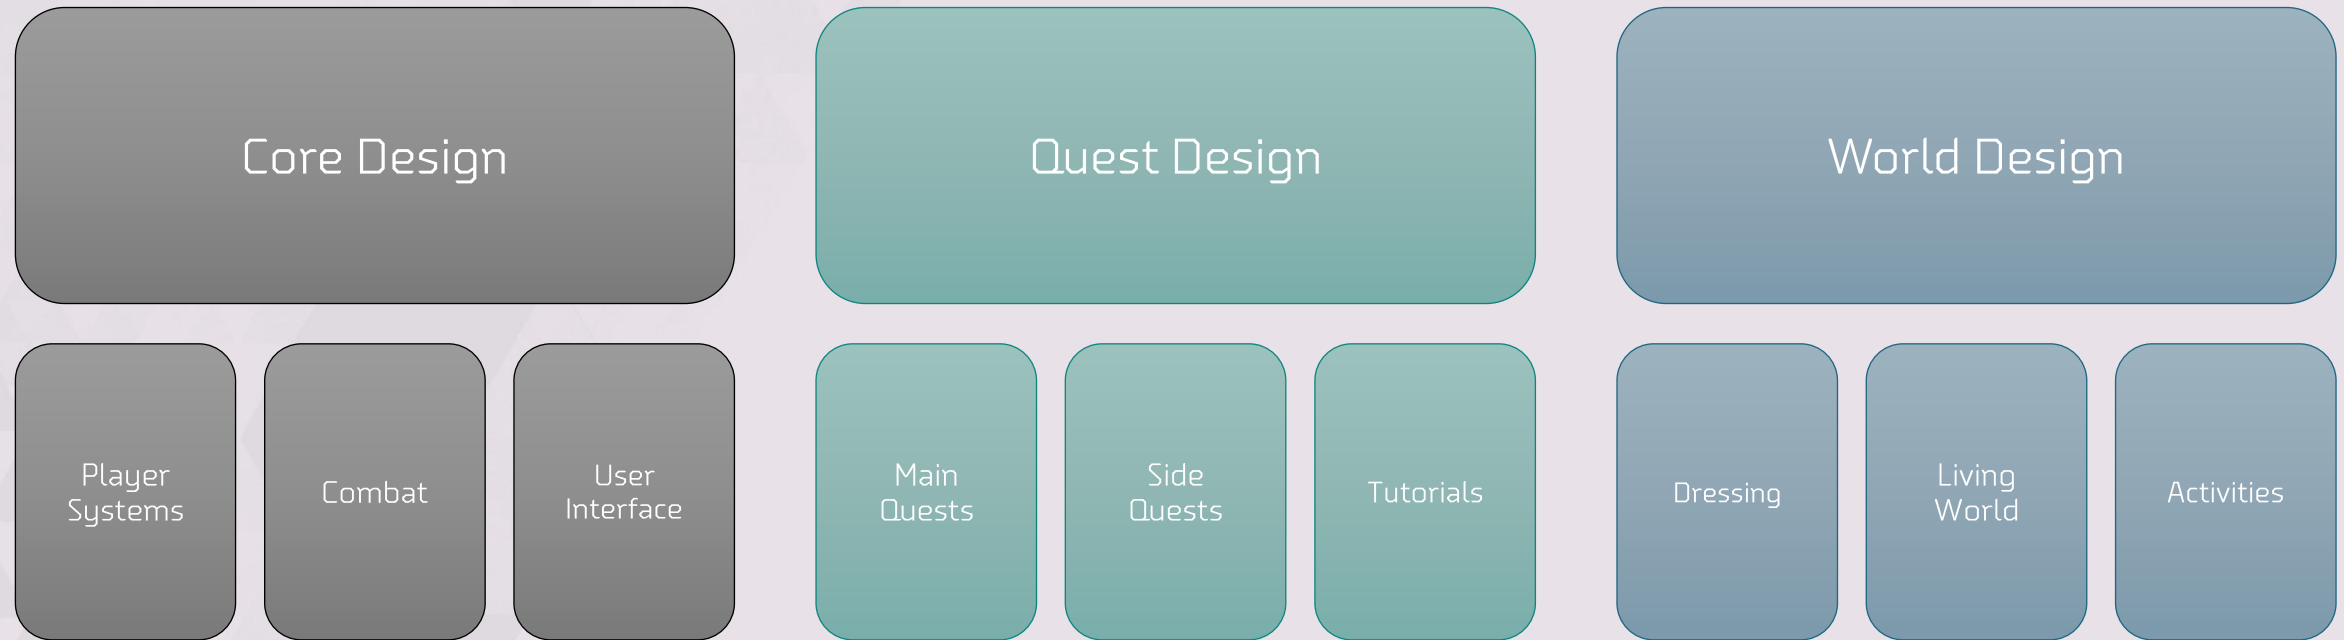 Core Design
Quest Design
World Design
Player
Systems
Combat
User
Interface
Main
Quests
Side
Quests
Tutorials
Dressing
Living
World
Activities